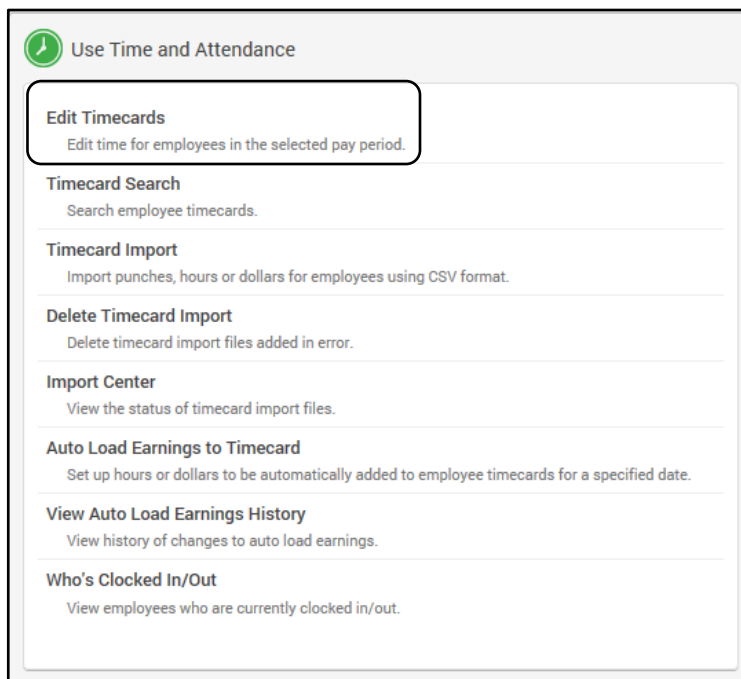 Use Time and Attendance
Edit Timecards
Edit time for employees in the selected pay period.
Timecard Search
Search employee timecards.
Timecard Import
Import punches, hours or dollars for employees using CSV format.
Delete Timecard Import
Delete timecard import files added in error.
Import Center
View the status of timecard import files.
Auto Load Earnings to Timecard
Set up hours or dollars to be automatically added to employee timecards for a specified date.
View Auto Load Earnings History
View history of changes to auto load earnings.
Who's Clocked In/Out
View employees who are currently clocked in/out.